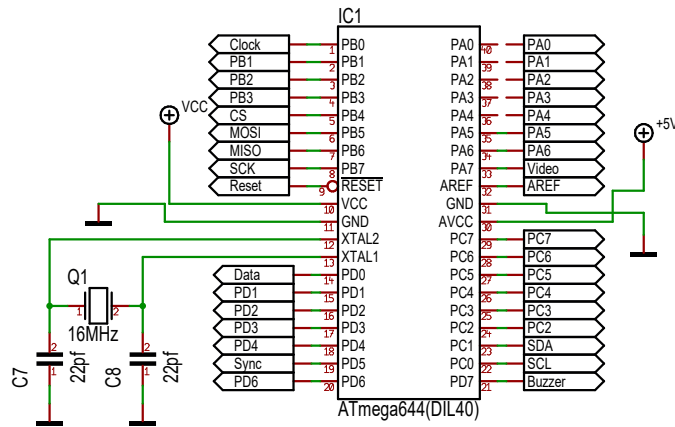 IC1
Clock 1 PB0 PA0 40 PA0
PB1 2 PB1 PA1 39 PA1
PB2 3 PB2 PA2 38 PA2
PB3 4 PB3 PA3 37 PA3
CS 5 PB4 PA4 36 PA4
MOSI 6 PB5 PA5 35 PA5
MISO 7 PB6 PA6 34 PA6
SCK 8 PB7 PA7 33 Video
Reset 9 RESET AREF 32 AREF
VCC 10 VCC GND 31
11 GND AVCC 30
+5V
12 XTAL2 PC7 29 PC7
13 XTAL1 PC6 28 PC6
Data 14 PD0 PC5 27 PC5
PD1 15 PD1 PC4 26 PC4
PD2 16 PD2 PC3 25 PC3
PD3 17 PD3 PC2 24 PC2
PD4 18 PD4 PC1 23 SDA
Sync 19 PD5 PC0 22 SCL
PD6 20 PD6 PD7 21 Buzzer
ATmega644(DIL40)
Q1
1 2
16MHz
C7 2 1 22pf
C8 2 1 22pf